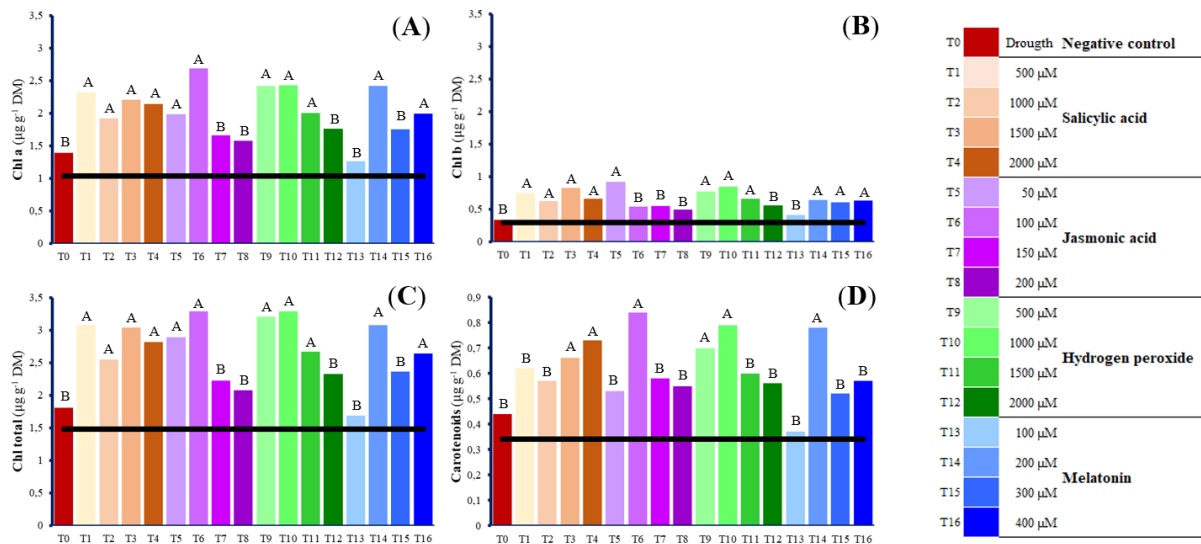 (A)
Chl a (µg g⁻¹ DM)
3,5
3
2,5
2
1,5
1
0,5
0
B A A A A A A B B A A A B B A B A
T0 T1 T2 T3 T4 T5 T6 T7 T8 T9 T10 T11 T12 T13 T14 T15 T16
(B)
Chl b (µg g⁻¹ DM)
3,5
3
2,5
2
1,5
1
0,5
0
B A A A A A B B B A A A B B A A A
T0 T1 T2 T3 T4 T5 T6 T7 T8 T9 T10 T11 T12 T13 T14 T15 T16
(C)
Chl total (µg g⁻¹ DM)
3,5
3
2,5
2
1,5
1
0,5
0
B A A A A A A B B A A A B B A B A
T0 T1 T2 T3 T4 T5 T6 T7 T8 T9 T10 T11 T12 T13 T14 T15 T16
(D)
Carotenoids (µg g⁻¹ DM)
0,9
0,8
0,7
0,6
0,5
0,4
0,3
0,2
0,1
0
B B B A A B A B B A A B B B A B B
T0 T1 T2 T3 T4 T5 T6 T7 T8 T9 T10 T11 T12 T13 T14 T15 T16
T0 Drougth Negative control
T1 500 µM
T2 1000 µM
Salicylic acid
T3 1500 µM
T4 2000 µM
T5 50 µM
T6 100 µM
Jasmonic acid
T7 150 µM
T8 200 µM
T9 500 µM
T10 1000 µM
Hydrogen peroxide
T11 1500 µM
T12 2000 µM
T13 100 µM
T14 200 µM
Melatonin
T15 300 µM
T16 400 µM